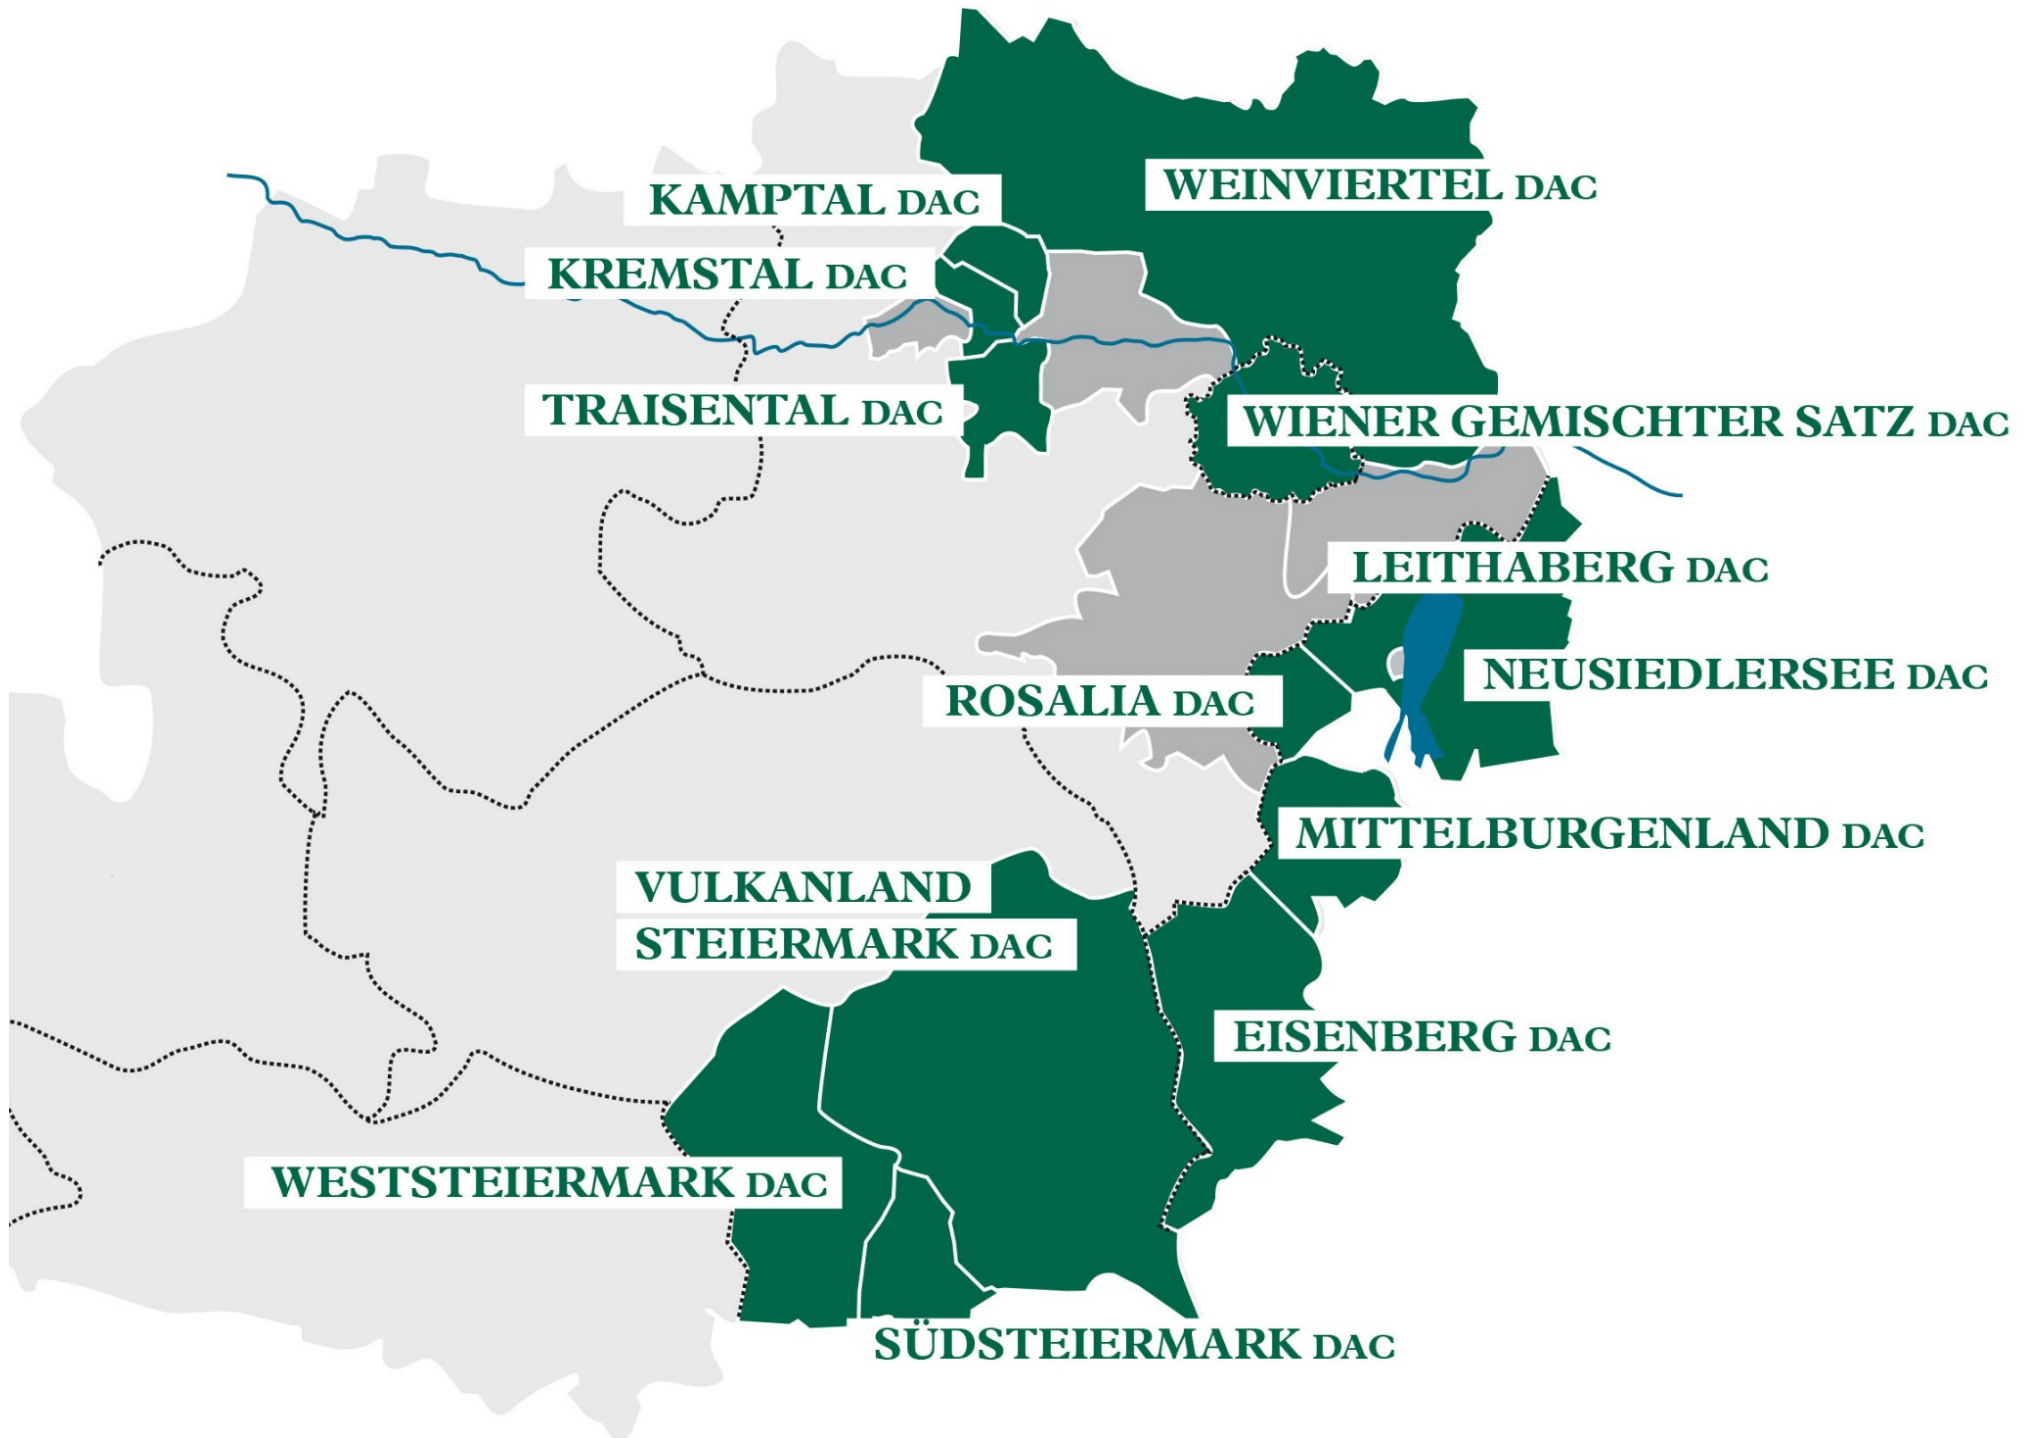 WEINVIERTEL DAC
KAMPTAL DAC
KREMSTAL DAC
TRAISENTAL DAC
WIENER GEMISCHTER SATZ DAC
LEITHABERG DAC
NEUSIEDLERSEE DAC
ROSALIA DAC
MITTELBURGENLAND DAC
VULKANLAND
STEIERMARK DAC
EISENBERG DAC
WESTSTEIERMARK DAC
SÜDSTEIERMARK DAC